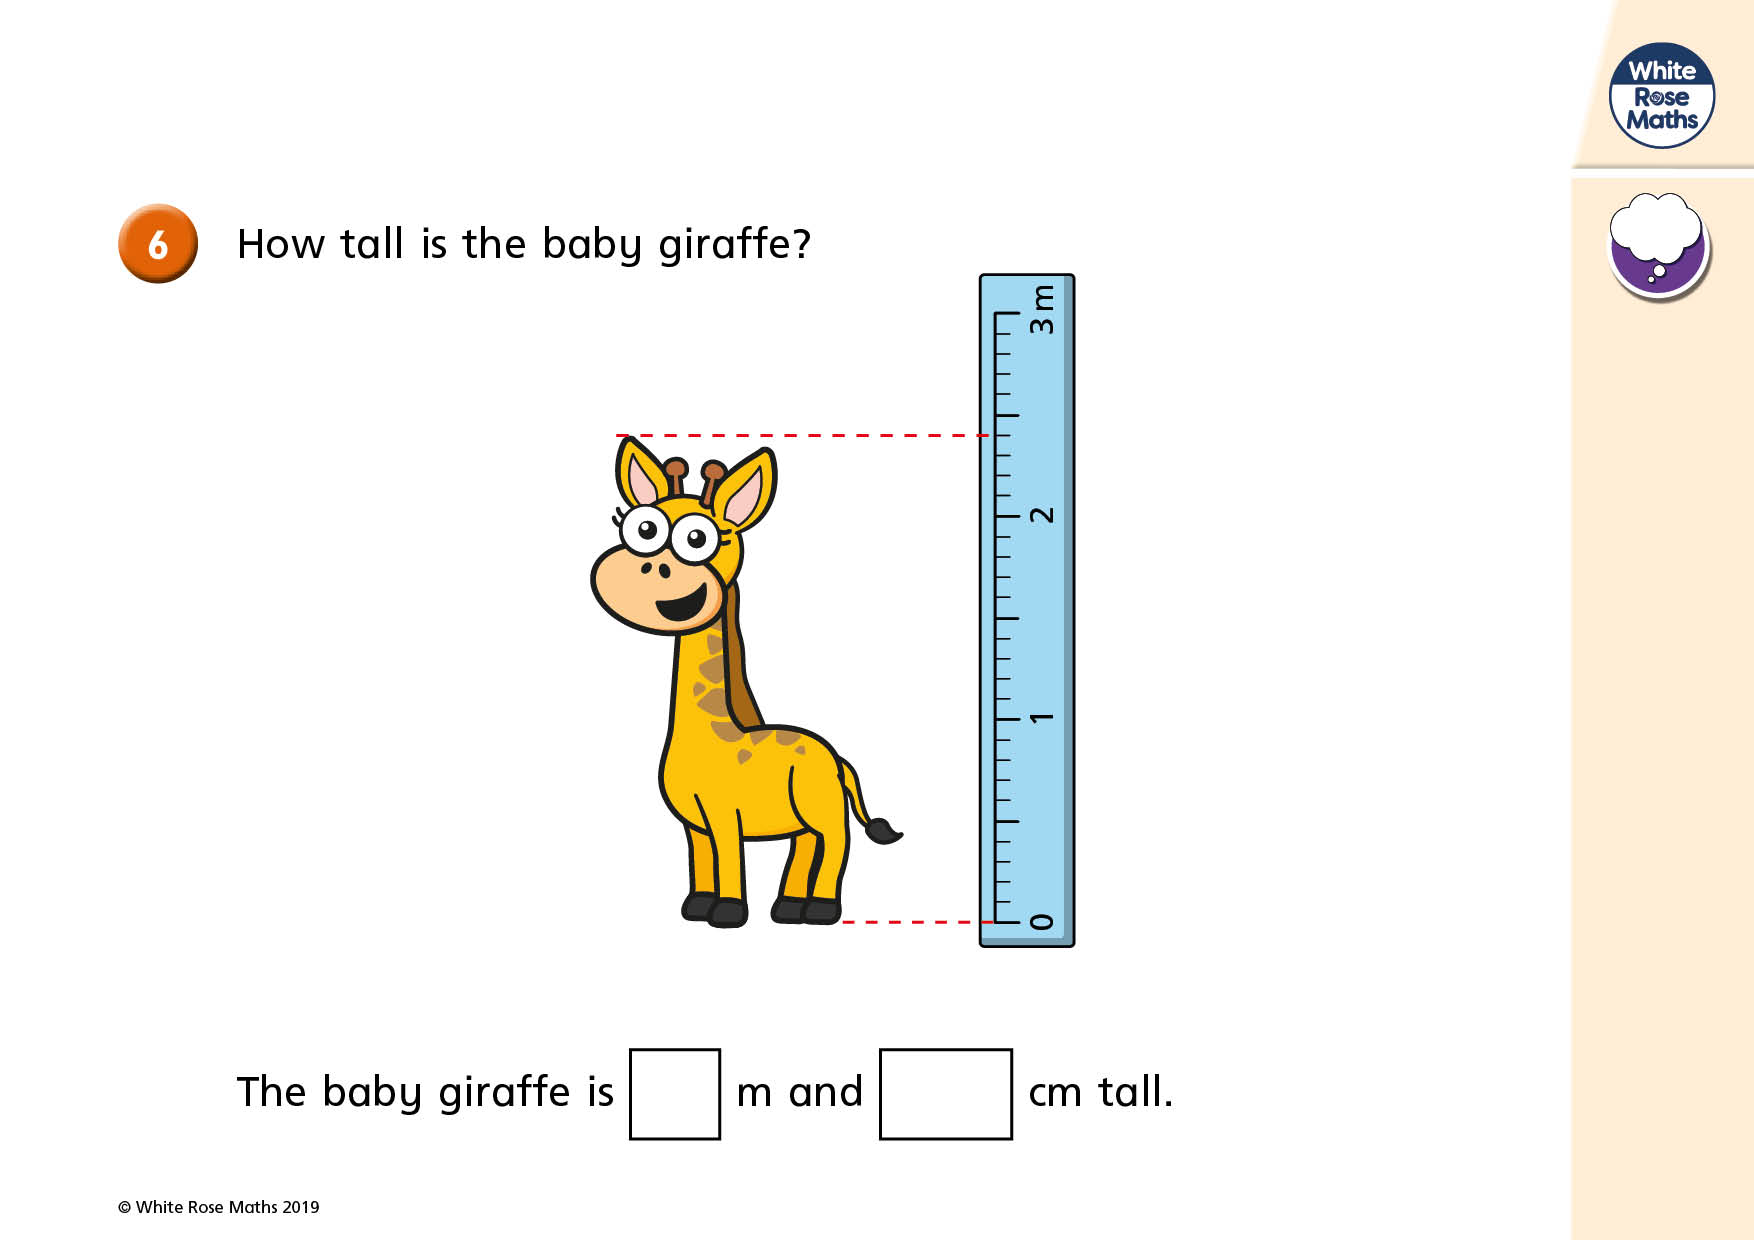 White
Rose
Maths
6 How tall is the baby giraffe?
3 m
2
1
0
The baby giraffe is m and cm tall.
© White Rose Maths 2019